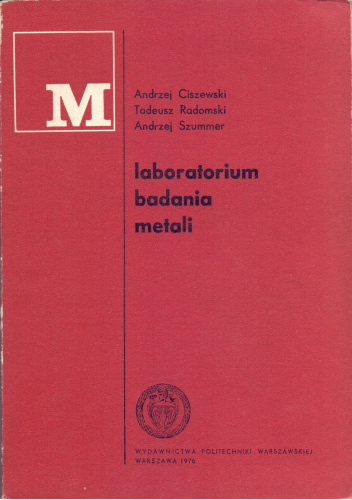 M
Andrzej Ciszewski
Tadeusz Radomski
Andrzej Szummer
laboratorium
badania
metali
WYDAWNICTWA POLITECHNIKI WARSZAWSKIEJ
WARSZAWA 1976